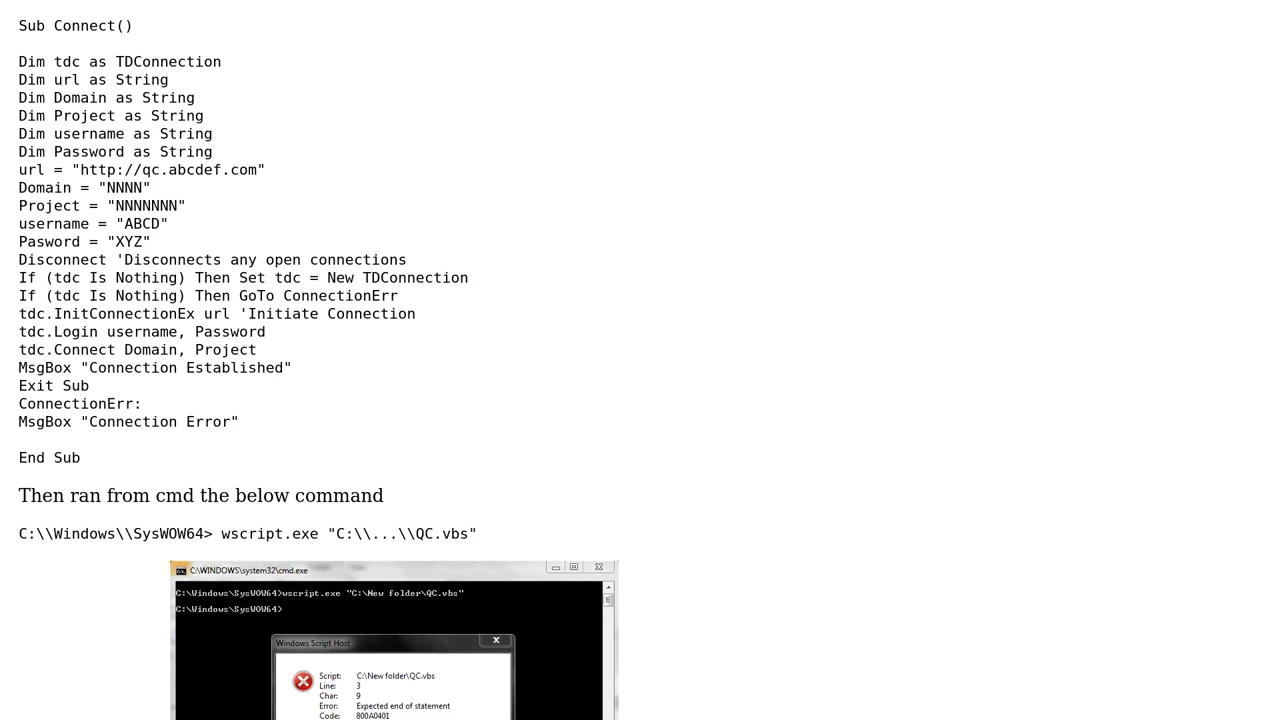 Sub Connect()
Dim tdc as TDConnection
Dim url as String
Dim Domain as String
Dim Project as String
Dim username as String
Dim Password as String
url = "http://qc.abcdef.com"
Domain = "NNNN"
Project = "NNNNNNN"
username = "ABCD"
Pasword = "XYZ"
Disconnect 'Disconnects any open connections
If (tdc Is Nothing) Then Set tdc = New TDConnection
If (tdc Is Nothing) Then GoTo ConnectionErr
tdc.InitConnectionEx url 'Initiate Connection
tdc.Login username, Password
tdc.Connect Domain, Project
MsgBox "Connection Established"
Exit Sub
ConnectionErr:
MsgBox "Connection Error"
End Sub
Then ran from cmd the below command
C:\\Windows\\SysWOW64> wscript.exe "C:\\...\\QC.vbs"
C:\WINDOWS\system32\cmd.exe
C:\Windows\SysWOW64>wscript.exe "C:\New folder\QC.vbs"
C:\Windows\SysWOW64>
Windows Script Host
Script: C:\New folder\QC.vbs
Line: 3
Char: 9
Error: Expected end of statement
Code: 800A0401